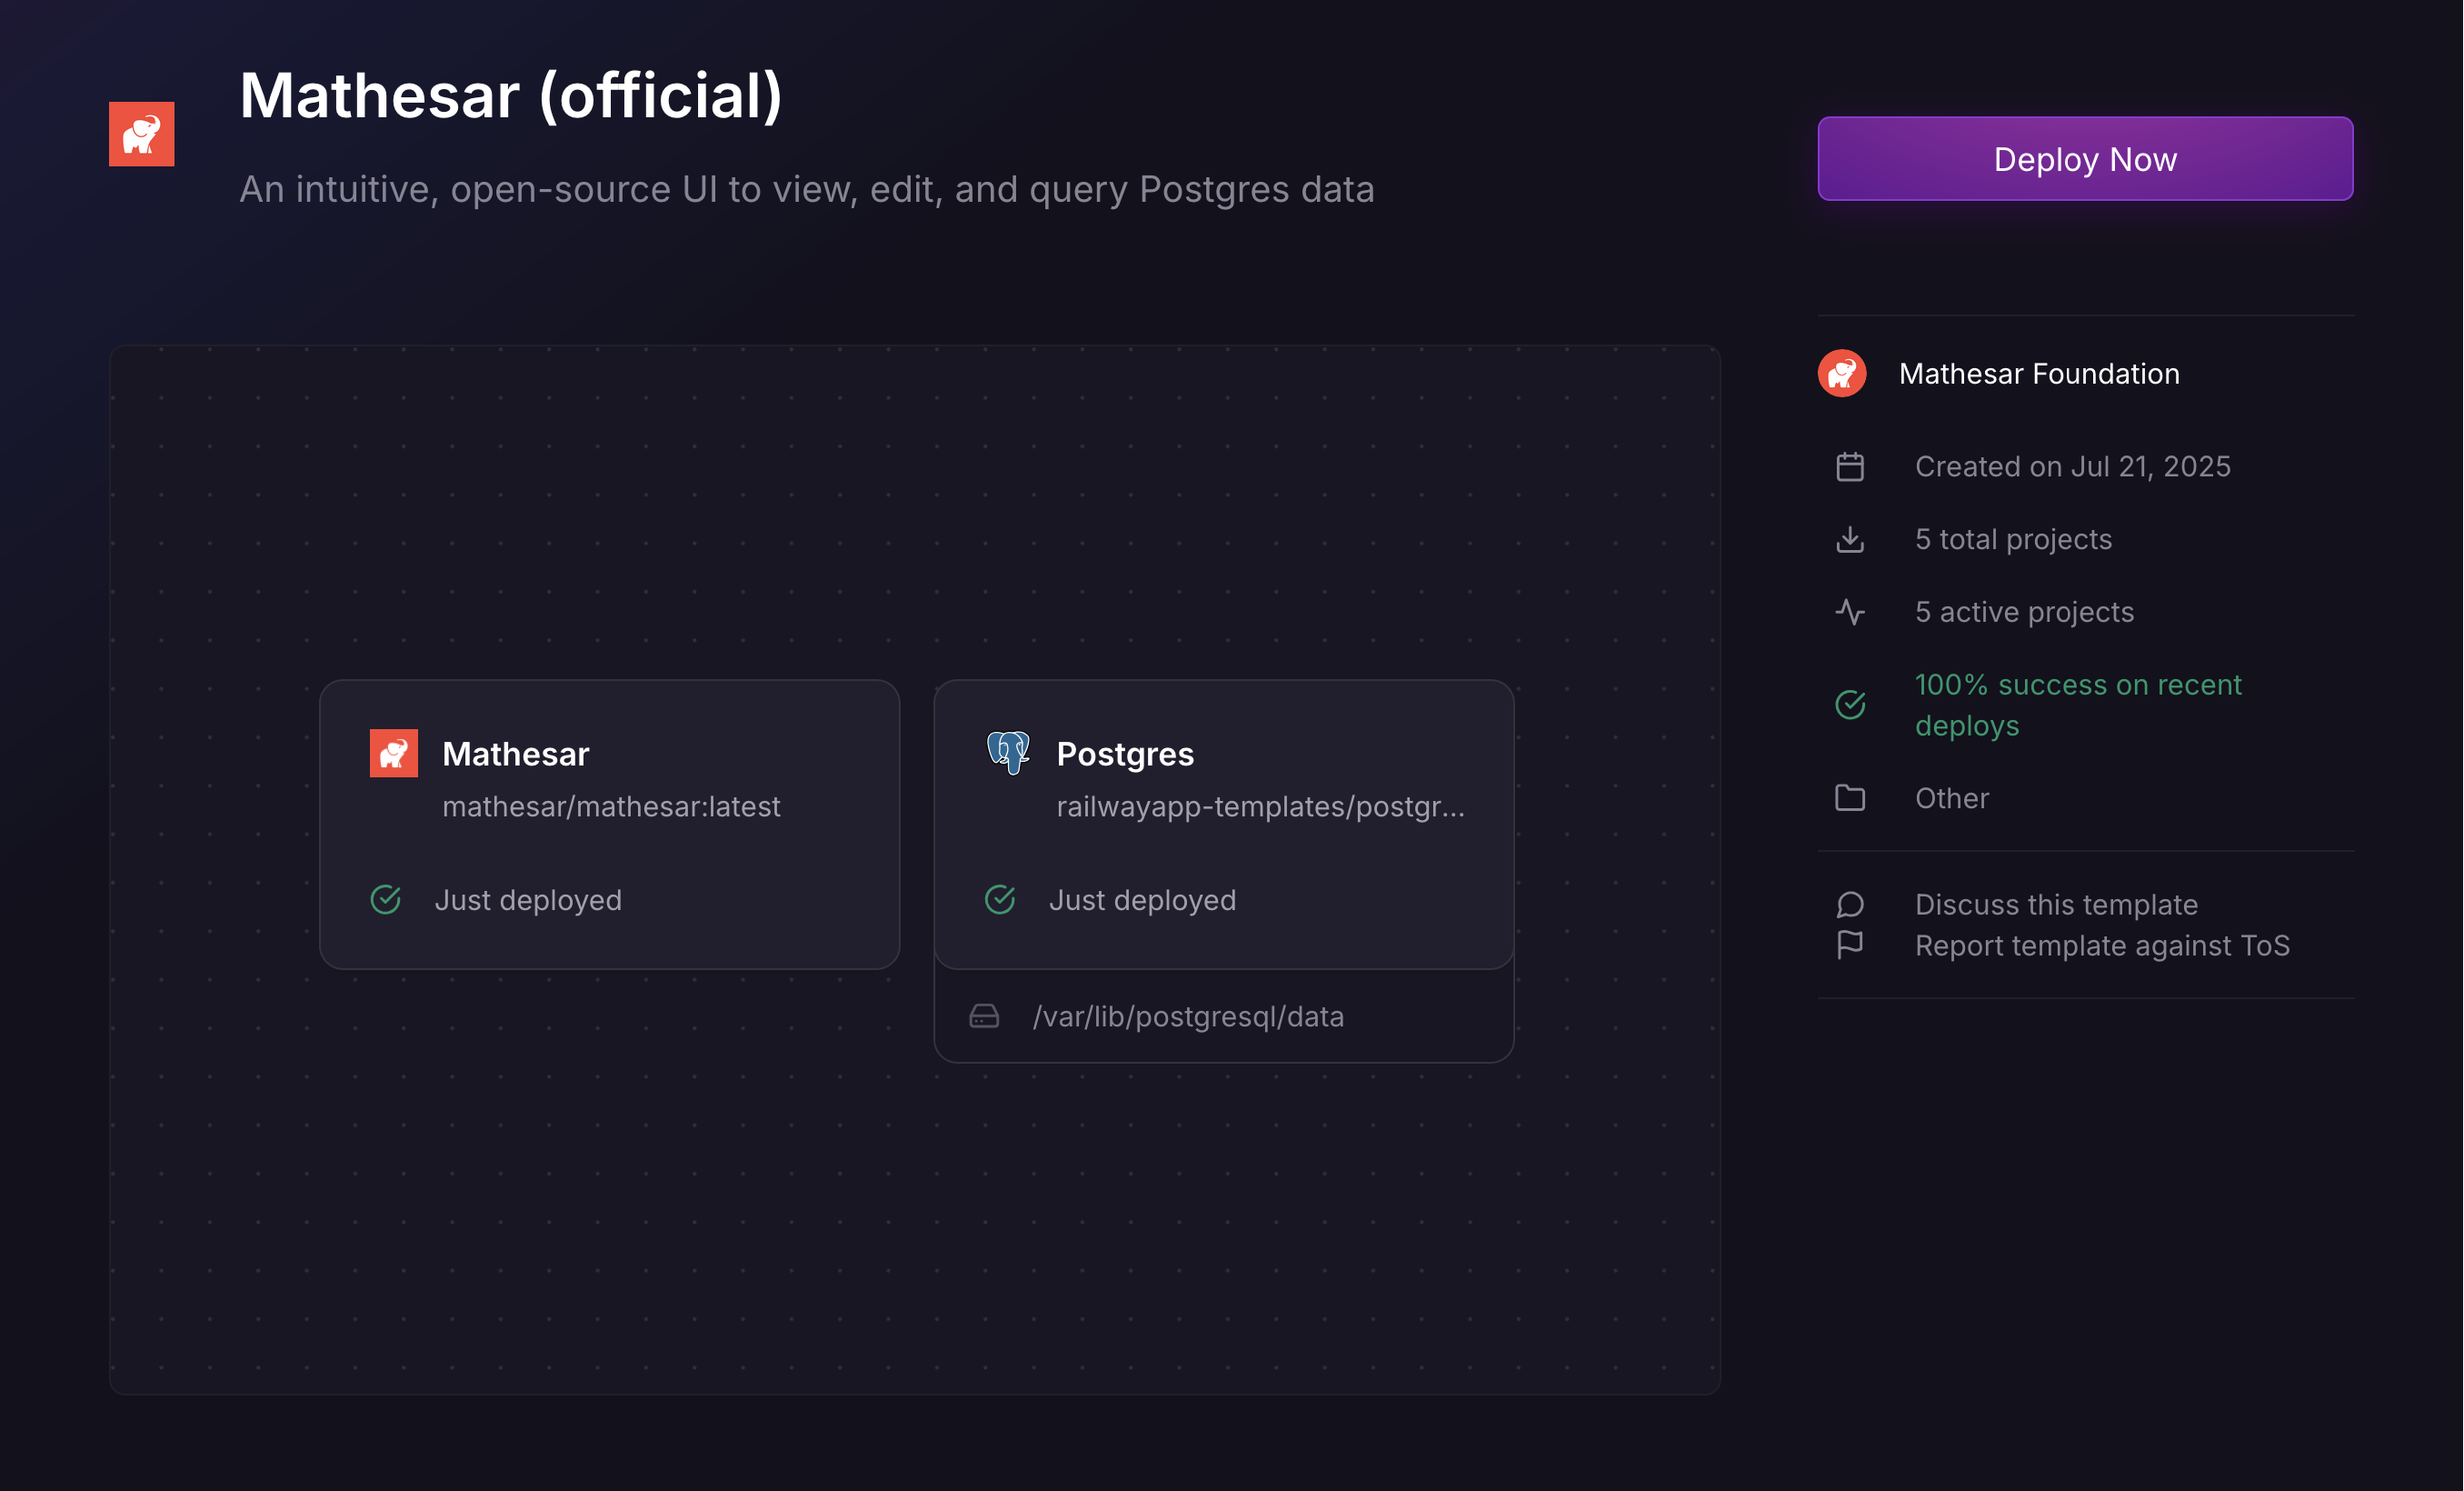 Mathesar (official)
An intuitive, open-source UI to view, edit, and query Postgres data
Deploy Now
Mathesar
mathesar/mathesar:latest
Just deployed
Postgres
railwayapp-templates/postgr...
Just deployed
/var/lib/postgresql/data
Mathesar Foundation
Created on Jul 21, 2025
5 total projects
5 active projects
100% success on recent
deploys
Other
Discuss this template
Report template against ToS